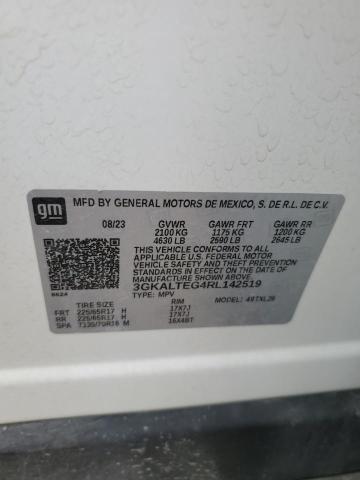 gm
MFD BY GENERAL MOTORS DE MEXICO, S. DE R.L. DE C.V.
08/23 GVWR GAWR FRT GAWR RR
2100 KG 1175 KG 1200 KG
4630 LB 2590 LB 2645 LB
THIS VEHICLE CONFORMS TO ALL
APPLICABLE U.S. FEDERAL MOTOR
VEHICLE SAFETY AND THEFT
PREVENTION STANDARDS IN EFFECT ON
THE DATE OF MANUFACTURE SHOWN ABOVE.
3GKALTEG4RL142519
TYPE: MPV MODEL:
TIRE SIZE RIM
FRT 225/65R17 H 17X7J
RR 225/65R17 H 17X7J
SPA T135/70R16 M 16X4BT